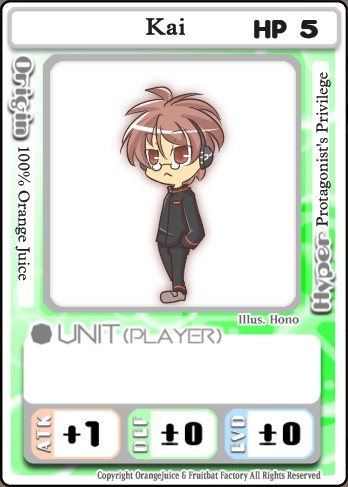 Kai HP 5
Origin 100% Orange Juice
Hyper Protagonist's Privilege
Illus. Hono
UNIT (PLAYER)
ATK +1 DEF ±0 EVD ±0
Copyright OrangeJuice & Fruitbat Factory All Rights Reserved